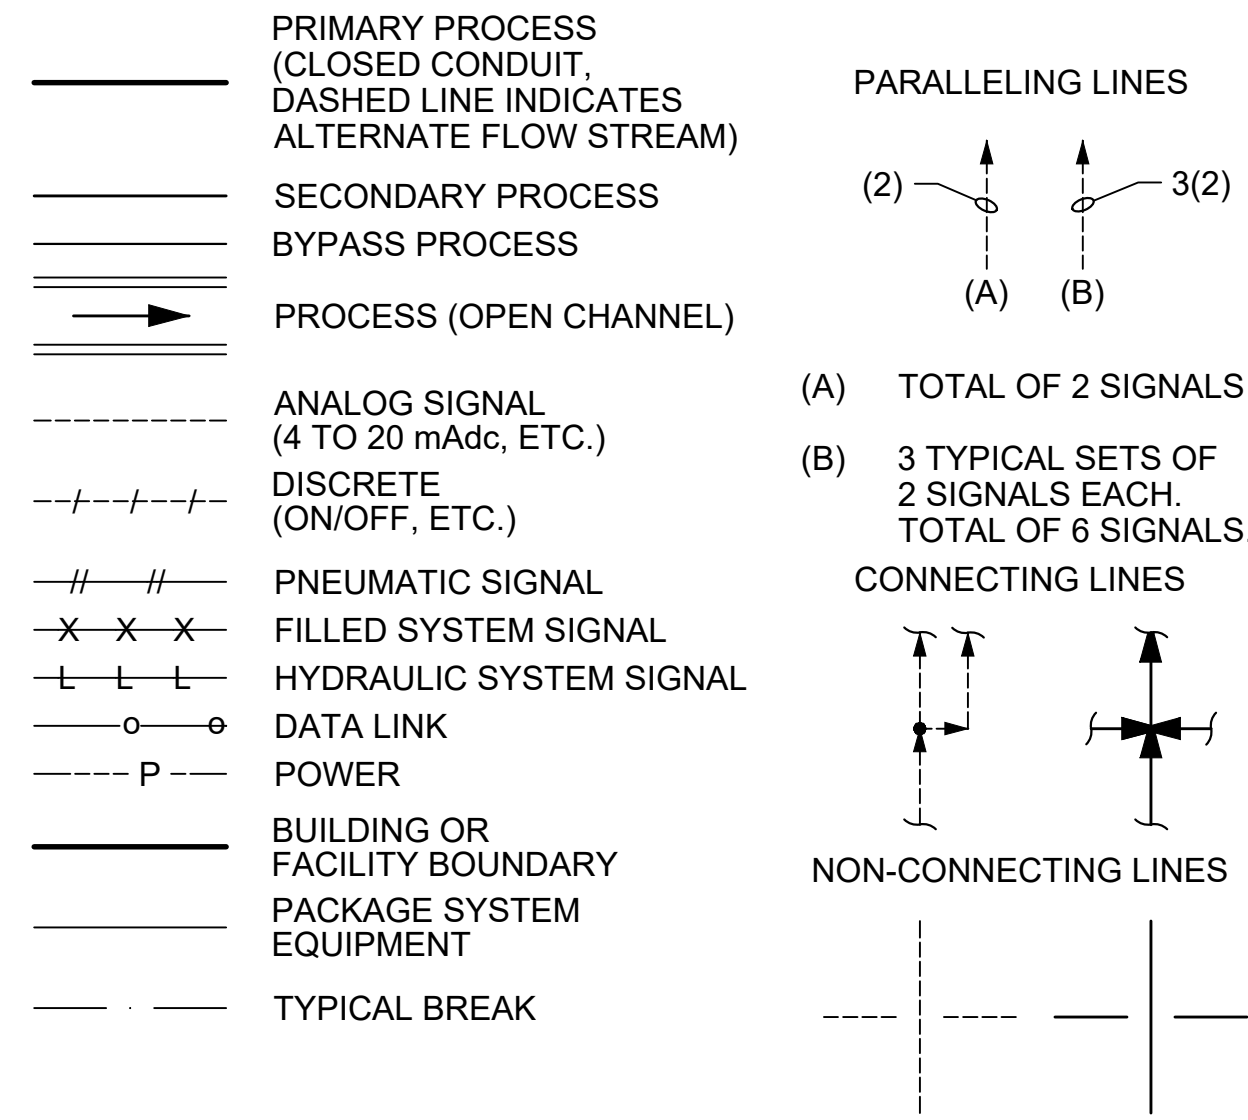 PRIMARY PROCESS
(CLOSED CONDUIT,
DASHED LINE INDICATES
ALTERNATE FLOW STREAM)
SECONDARY PROCESS
BYPASS PROCESS
PROCESS (OPEN CHANNEL)
ANALOG SIGNAL
(4 TO 20 mAdc, ETC.)
DISCRETE
(ON/OFF, ETC.)
// // PNEUMATIC SIGNAL
X X X FILLED SYSTEM SIGNAL
L L L HYDRAULIC SYSTEM SIGNAL
o o DATA LINK
P POWER
BUILDING OR
FACILITY BOUNDARY
PACKAGE SYSTEM
EQUIPMENT
TYPICAL BREAK
PARALLELING LINES
(2) 3(2)
(A) (B)
(A) TOTAL OF 2 SIGNALS
(B) 3 TYPICAL SETS OF
2 SIGNALS EACH.
TOTAL OF 6 SIGNALS.
CONNECTING LINES
NON-CONNECTING LINES